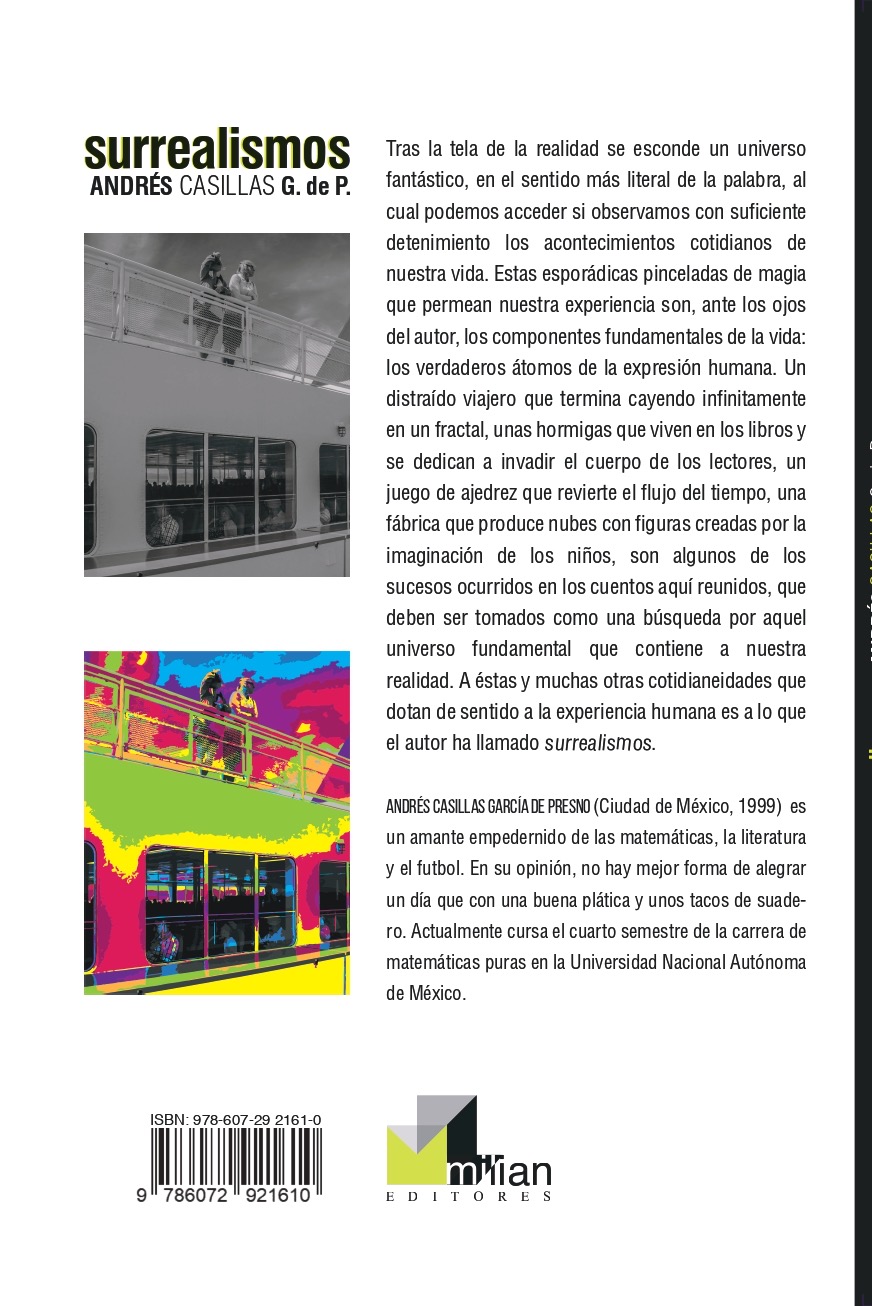 surrealismos
ANDRÉS CASILLAS G. de P.
Tras la tela de la realidad se esconde un universo
fantástico, en el sentido más literal de la palabra, al
cual podemos acceder si observamos con suficiente
detenimiento los acontecimientos cotidianos de
nuestra vida. Estas esporádicas pinceladas de magia
que permean nuestra experiencia son, ante los ojos
del autor, los componentes fundamentales de la vida:
los verdaderos átomos de la expresión humana. Un
distraído viajero que termina cayendo infinitamente
en un fractal, unas hormigas que viven en los libros y
se dedican a invadir el cuerpo de los lectores, un
juego de ajedrez que revierte el flujo del tiempo, una
fábrica que produce nubes con figuras creadas por la
imaginación de los niños, son algunos de los
sucesos ocurridos en los cuentos aquí reunidos, que
deben ser tomados como una búsqueda por aquel
universo fundamental que contiene a nuestra
realidad. A éstas y muchas otras cotidianeidades que
dotan de sentido a la experiencia humana es a lo que
el autor ha llamado surrealismos.
ANDRÉS CASILLAS GARCÍA DE PRESNO (Ciudad de México, 1999) es
un amante empedernido de las matemáticas, la literatura
y el futbol. En su opinión, no hay mejor forma de alegrar
un día que con una buena plática y unos tacos de suade-
ro. Actualmente cursa el cuarto semestre de la carrera de
matemáticas puras en la Universidad Nacional Autónoma
de México.
ISBN: 978-607-29 2161-0
9 786072 921610
milian
EDITORES